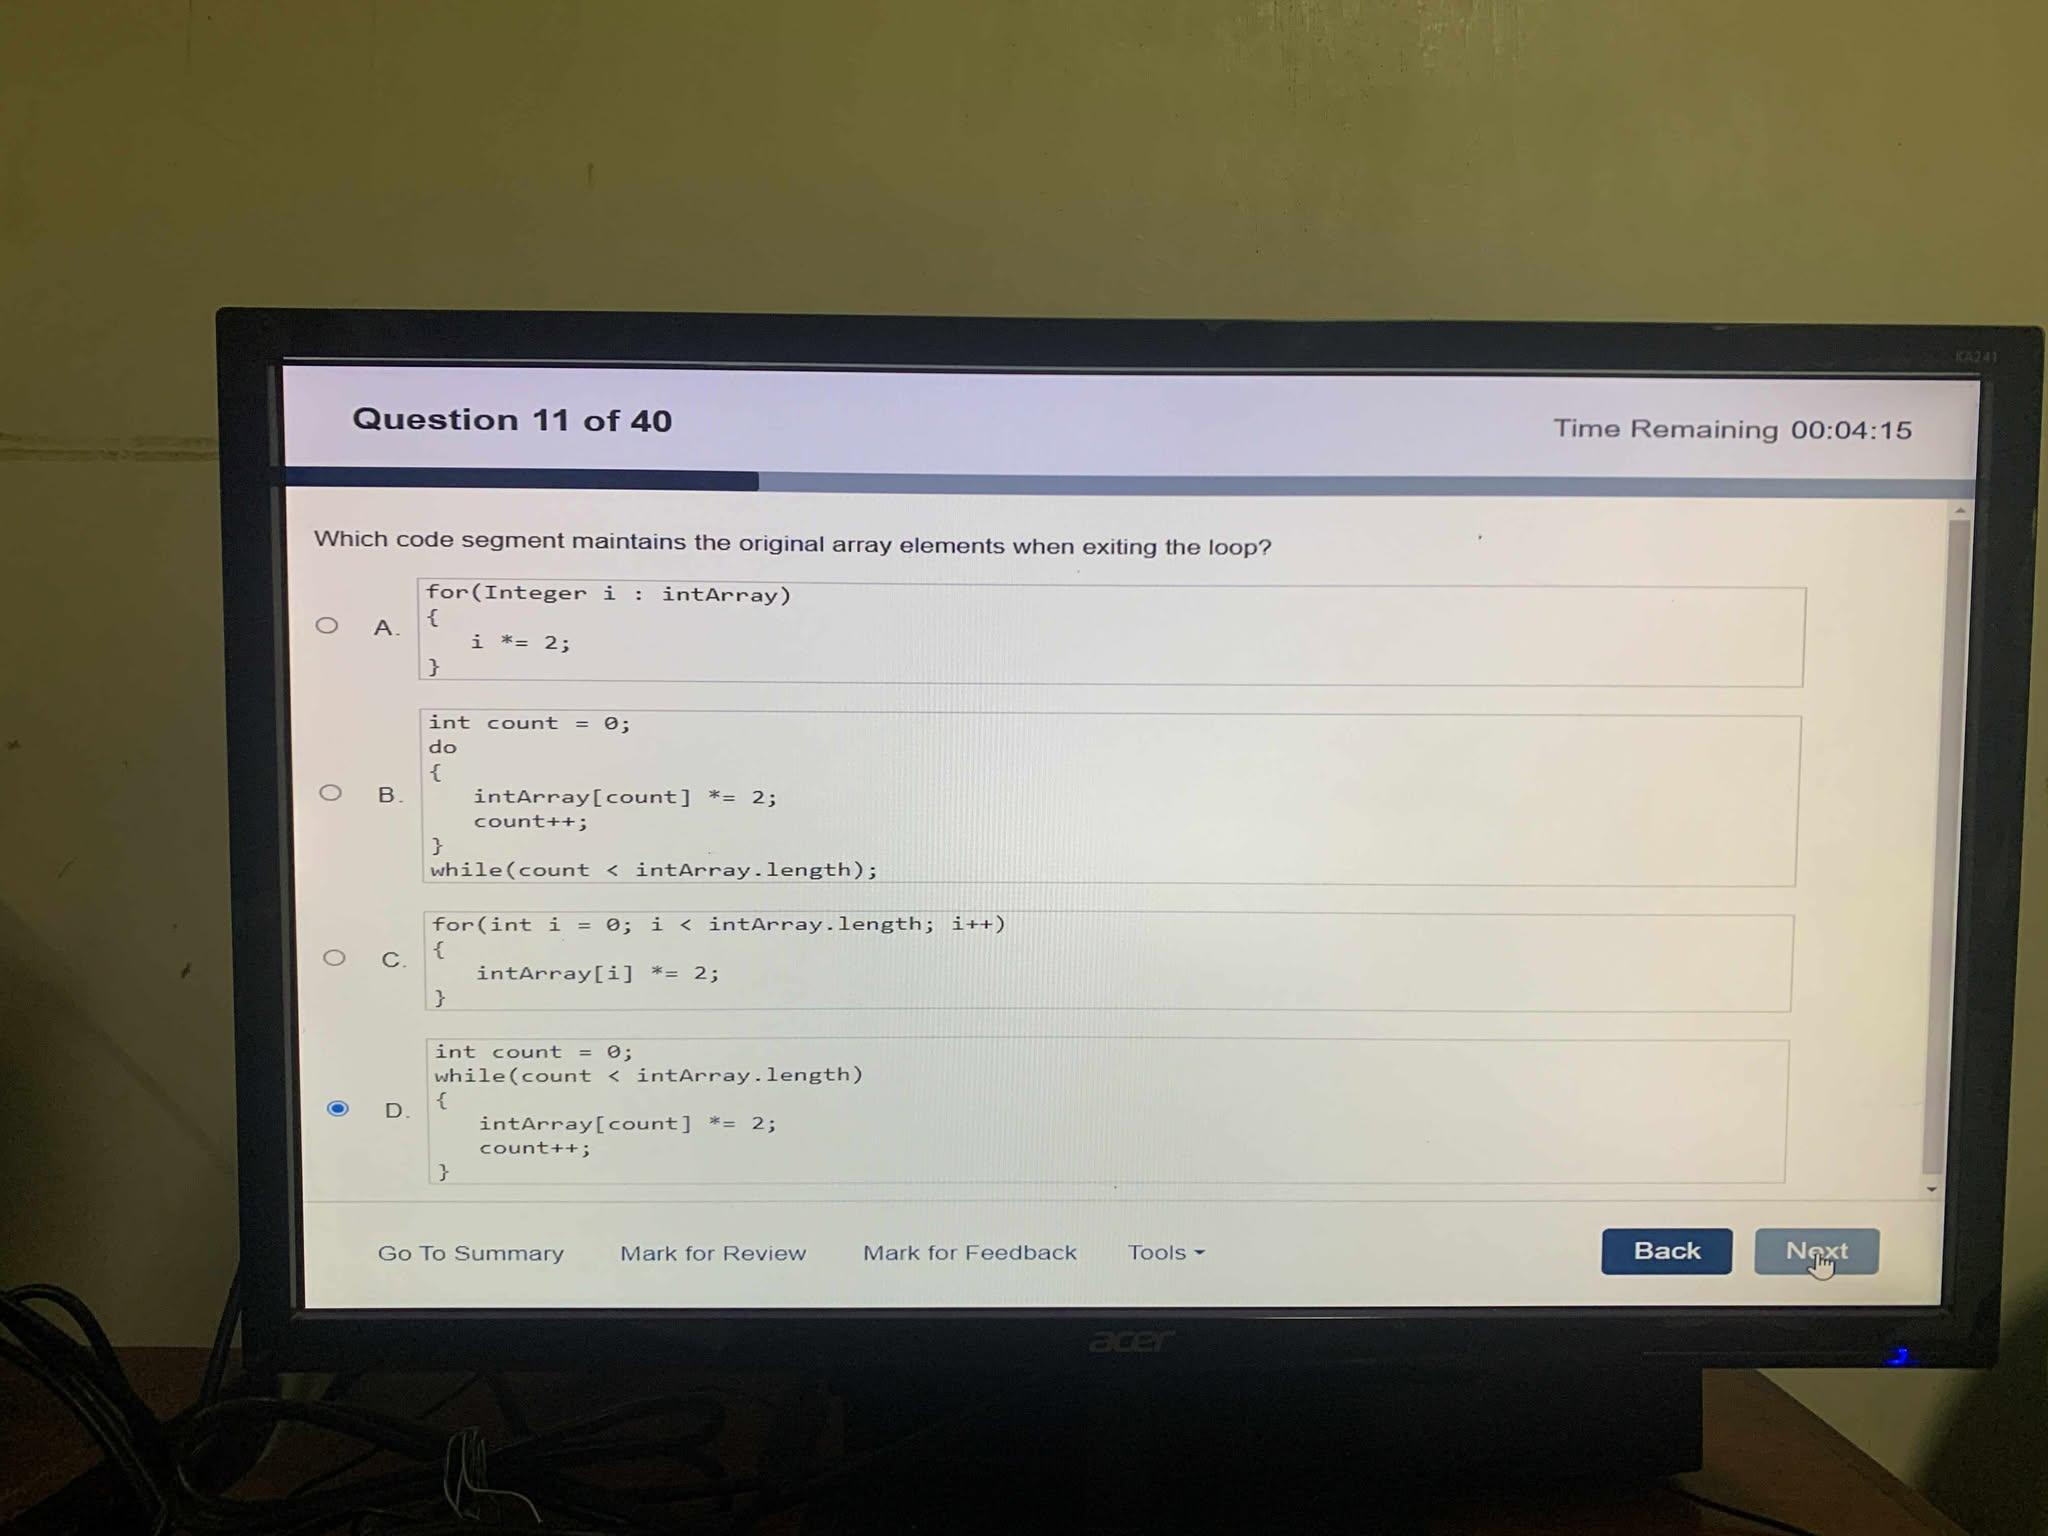 KA241
Question 11 of 40
Time Remaining 00:04:15
Which code segment maintains the original array elements when exiting the loop?
A.
for(Integer i : intArray)
{
i *= 2;
}
B.
int count = 0;
do
{
intArray[count] *= 2;
count++;
}
while(count < intArray.length);
C.
for(int i = 0; i < intArray.length; i++)
{
intArray[i] *= 2;
}
D.
int count = 0;
while(count < intArray.length)
{
intArray[count] *= 2;
count++;
}
Go To Summary Mark for Review Mark for Feedback Tools Back Next
acer